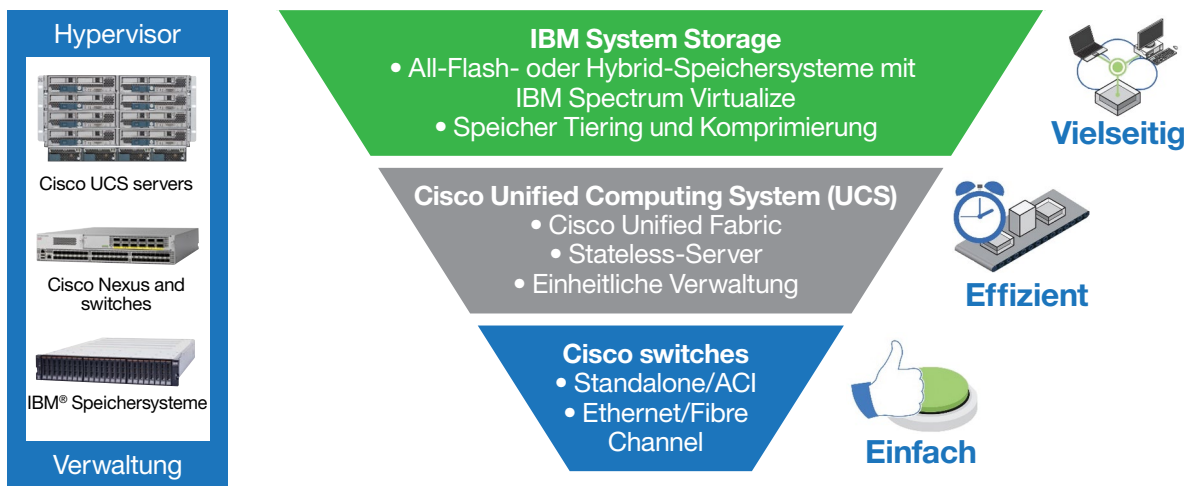 Hypervisor
Cisco UCS servers
Cisco Nexus and
switches
IBM® Speichersysteme
Verwaltung
IBM System Storage
• All-Flash- oder Hybrid-Speichersysteme mit
IBM Spectrum Virtualize
• Speicher Tiering und Komprimierung
Vielseitig
Cisco Unified Computing System (UCS)
• Cisco Unified Fabric
• Stateless-Server
• Einheitliche Verwaltung
Effizient
Cisco switches
• Standalone/ACI
• Ethernet/Fibre
Channel
Einfach